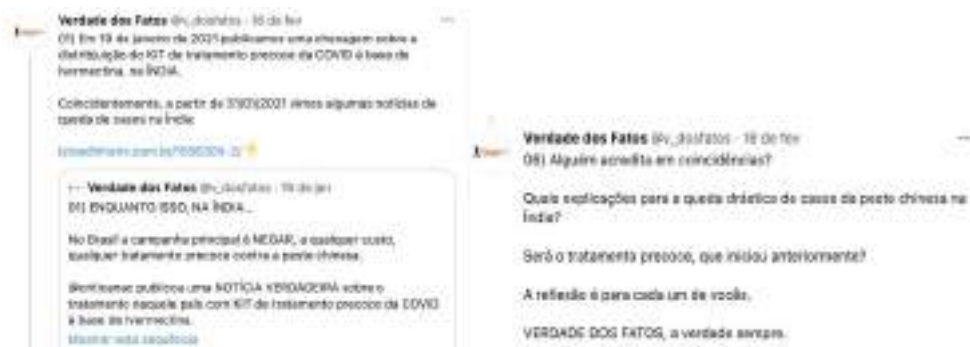 Verdade dos Fatos @v_dosfatos · 18 de fev
01) Em 19 de janeiro de 2021 publicamos uma checagem sobre a
distribuição do KIT de tratamento precoce da COVID à base de
Ivermectina, na ÍNDIA.
Coincidentemente, a partir de 31/01/2021 vimos algumas notícias de
queda de casos na Índia
Verdade dos Fatos @v_dosfatos · 19 de jan
01) ENQUANTO ISSO, NA ÍNDIA...
No Brasil a campanha principal é NEGAR, a qualquer custo,
qualquer tratamento precoce contra a peste chinesa.
publicou uma NOTÍCIA VERDADEIRA sobre o
tratamento naquele país com KIT de tratamento precoce da COVID
à base de Ivermectina.
Mostrar esta sequência
Verdade dos Fatos @v_dosfatos · 18 de fev
06) Alguém acredita em coincidências?
Quais explicações para a queda drástica de casos da peste chinesa na
Índia?
Será o tratamento precoce, que iniciou anteriormente?
A reflexão é para cada um de vocês.
VERDADE DOS FATOS, a verdade sempre.